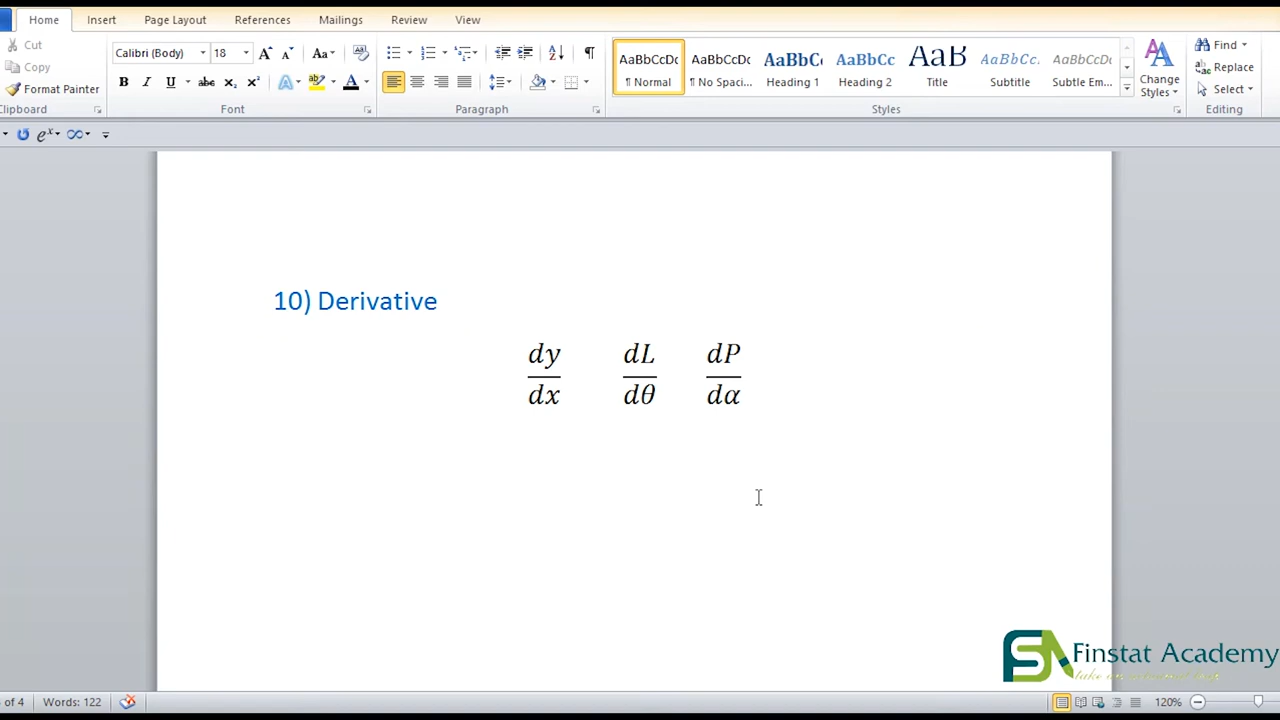 Home Insert Page Layout References Mailings Review View
Cut
Copy
Format Painter
Clipboard
Calibri (Body) 18
Font
Paragraph
AaBbCcDc AaBbCcDc AaBbC AaBbCc AaB AaBbCc. AaBbCcDc
¶ Normal ¶ No Spaci... Heading 1 Heading 2 Title Subtitle Subtle Em...
Change Styles
Styles
Find
Replace
Select
Editing
10) Derivative
dy/dx dL/dθ dP/dα
Finstat Academy
of 4 Words: 122 120%